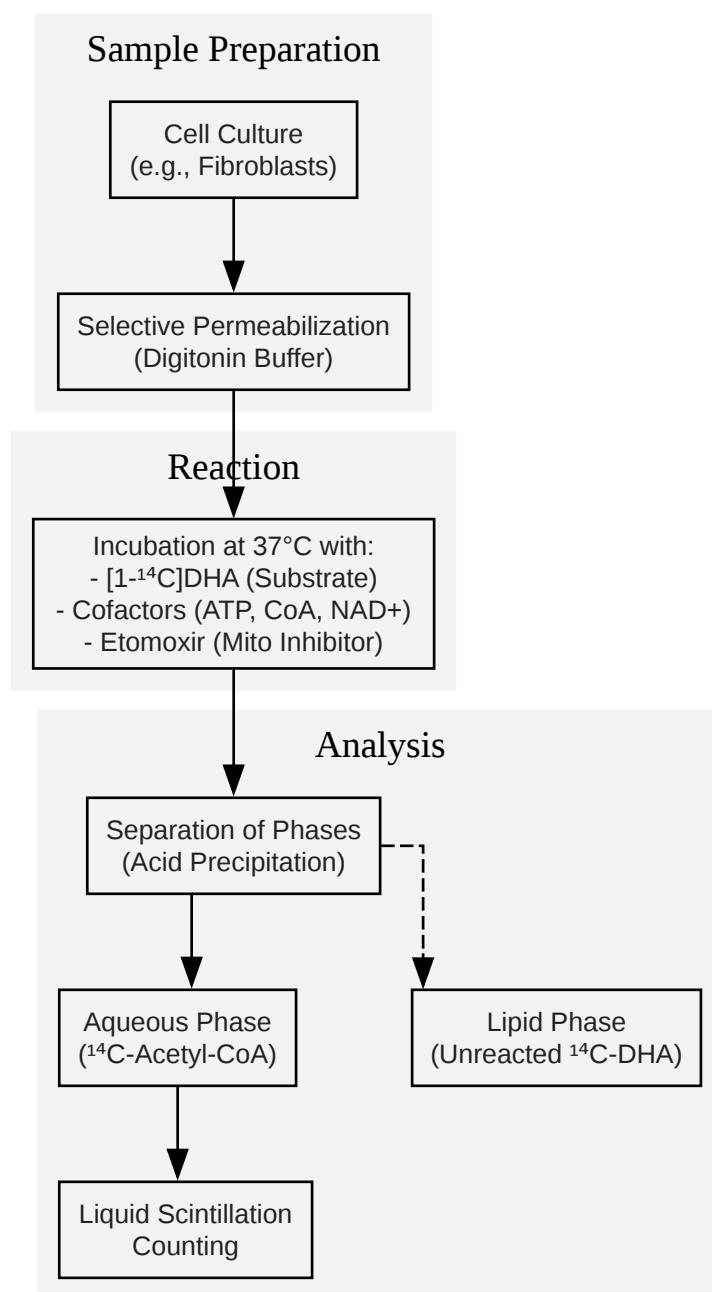 Sample Preparation
Cell Culture
(e.g., Fibroblasts)
Selective Permeabilization
(Digitonin Buffer)
Reaction
Incubation at 37°C with:
- [1-¹⁴C]DHA (Substrate)
- Cofactors (ATP, CoA, NAD+)
- Etomoxir (Mito Inhibitor)
Analysis
Separation of Phases
(Acid Precipitation)
Aqueous Phase
(¹⁴C-Acetyl-CoA)
Lipid Phase
(Unreacted ¹⁴C-DHA)
Liquid Scintillation
Counting